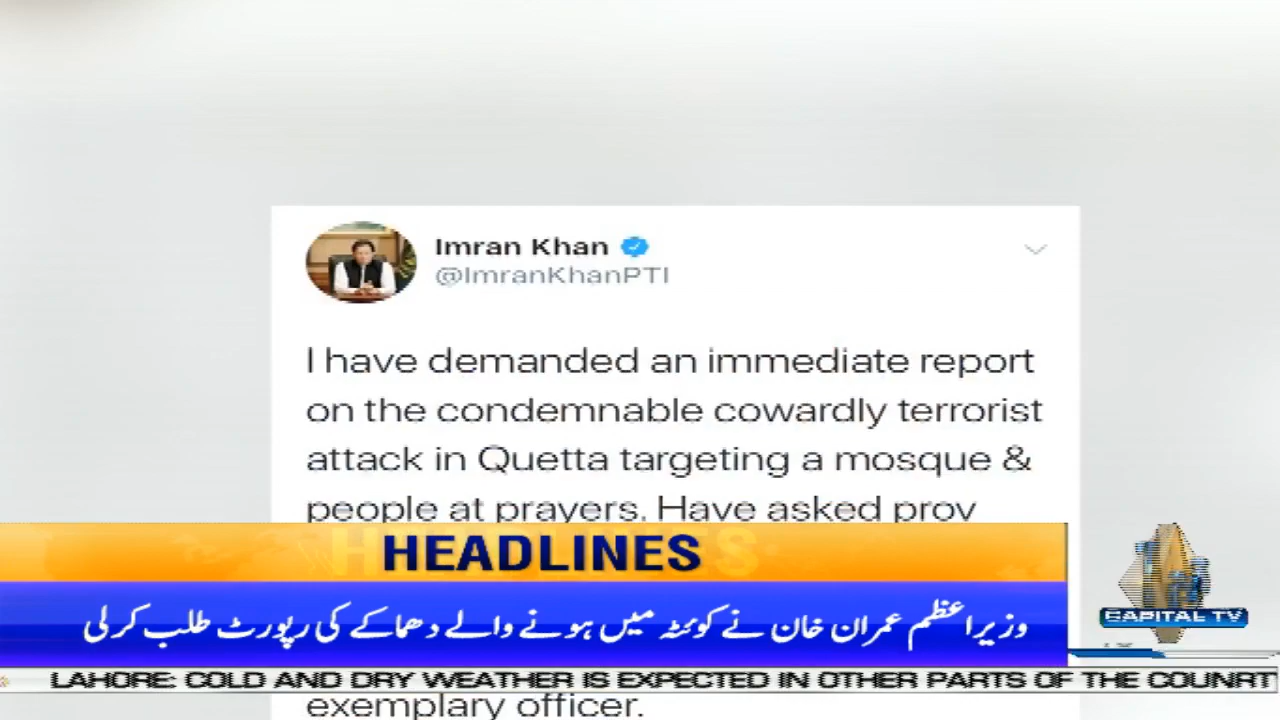 Imran Khan
@ImranKhanPTI
I have demanded an immediate report
on the condemnable cowardly terrorist
attack in Quetta targeting a mosque &
people at prayers. Have asked prov
HEADLINES
وزیراعظم عمران خان نے کوئٹہ میں ہونے والے دھماکے کی رپورٹ طلب کرلی
CAPITAL TV
LAHORE: COLD AND DRY WEATHER IS EXPECTED IN OTHER PARTS OF THE COUNRT
exemplary officer.